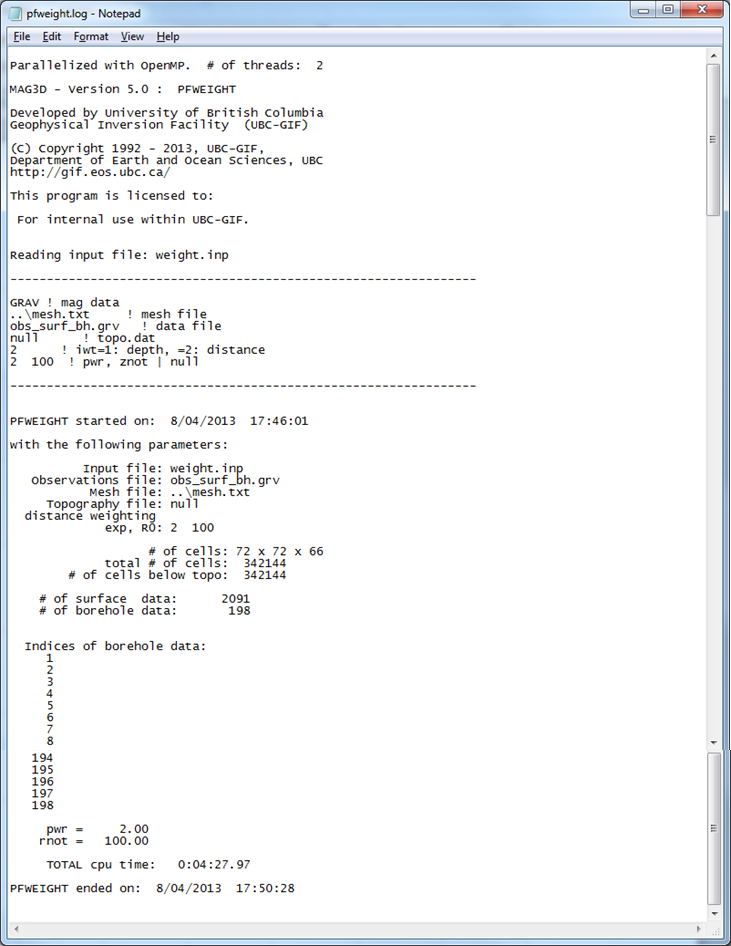 pfweight.log - Notepad
File Edit Format View Help
Parallelized with OpenMP.  # of threads:  2
MAG3D - Version 5.0 :  PFWEIGHT
Developed by University of British Columbia
Geophysical Inversion Facility  (UBC-GIF)
(C) Copyright 1992 - 2013, UBC-GIF,
Department of Earth and Ocean Sciences, UBC
http://gif.eos.ubc.ca/
This program is licensed to:
For internal use within UBC-GIF.
Reading input file: weight.inp
----------------------------------------------------------------
GRAV ! mag data
..\mesh.txt     ! mesh file
obs_surf_bh.grv   ! data file
null      ! topo.dat
2      ! iwt=1: depth, =2: distance
2  100  ! pwr, znot | null
----------------------------------------------------------------
PFWEIGHT started on:  8/04/2013  17:46:01
with the following parameters:
Input file: weight.inp
Observations file: obs_surf_bh.grv
Mesh file: ..\mesh.txt
Topography file: null
distance weighting
exp, R0: 2  100
# of cells: 72 x 72 x 66
total # of cells:  342144
# of cells below topo:  342144
# of surface  data:      2091
# of borehole data:       198
Indices of borehole data:
1
2
3
4
5
6
7
8
194
195
196
197
198
pwr =     2.00
rnot =   100.00
TOTAL cpu time:   0:04:27.97
PFWEIGHT ended on:  8/04/2013  17:50:28